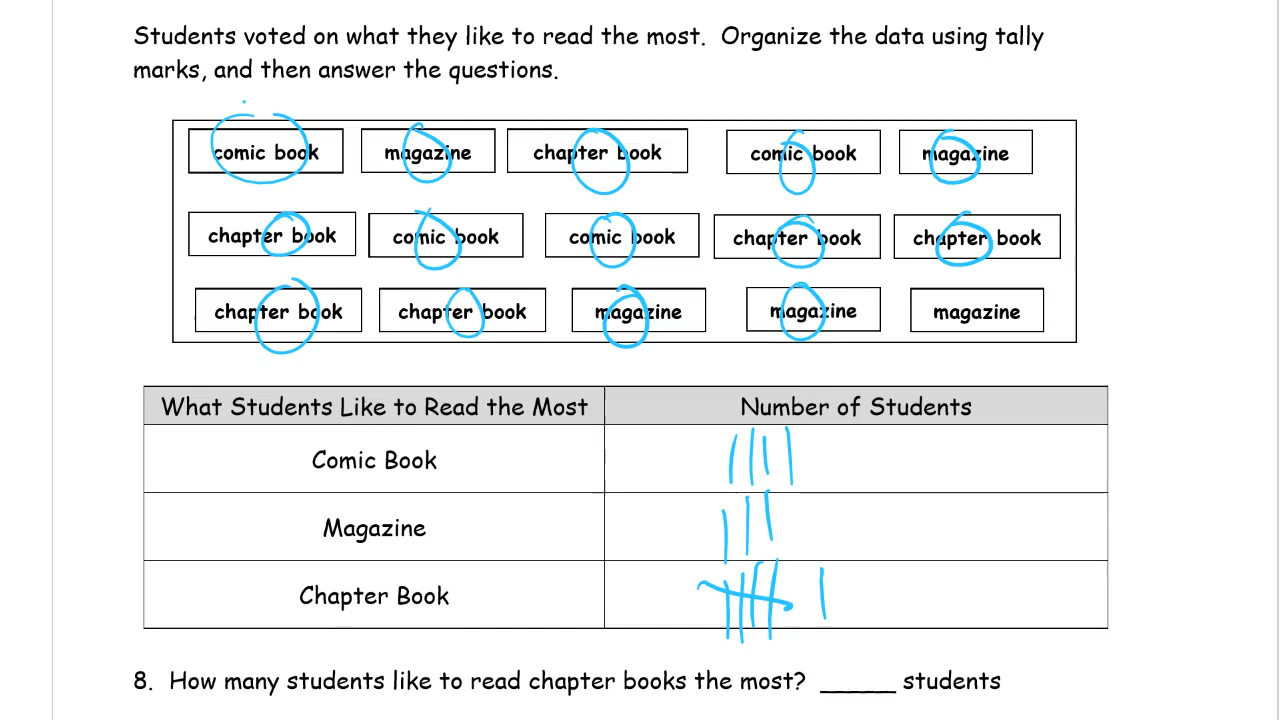 Students voted on what they like to read the most. Organize the data using tally
marks, and then answer the questions.
comic book magazine chapter book comic book magazine
chapter book comic book comic book chapter book chapter book
chapter book chapter book magazine magazine magazine
What Students Like to Read the Most Number of Students
Comic Book
Magazine
Chapter Book
8. How many students like to read chapter books the most? _____ students